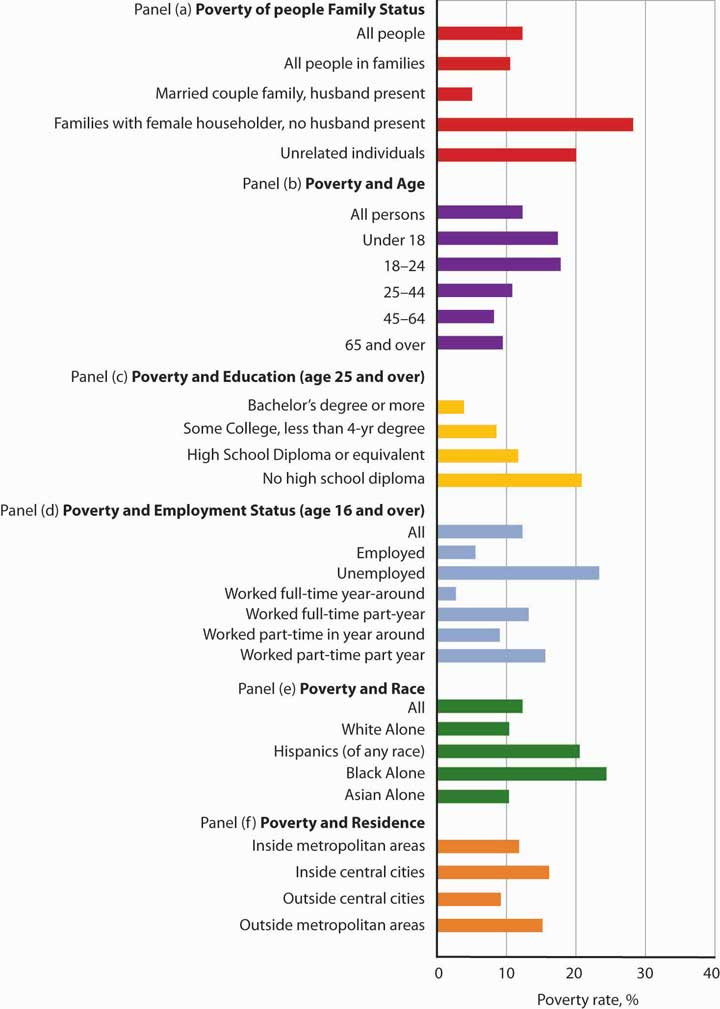 Panel (a) Poverty of people Family Status
All people
All people in families
Married couple family, husband present
Families with female householder, no husband present
Unrelated individuals
Panel (b) Poverty and Age
All persons
Under 18
18–24
25–44
45–64
65 and over
Panel (c) Poverty and Education (age 25 and over)
Bachelor’s degree or more
Some College, less than 4-yr degree
High School Diploma or equivalent
No high school diploma
Panel (d) Poverty and Employment Status (age 16 and over)
All
Employed
Unemployed
Worked full-time year-around
Worked full-time part-year
Worked part-time in year around
Worked part-time part year
Panel (e) Poverty and Race
All
White Alone
Hispanics (of any race)
Black Alone
Asian Alone
Panel (f) Poverty and Residence
Inside metropolitan areas
Inside central cities
Outside central cities
Outside metropolitan areas
0 10 20 30 40
Poverty rate, %